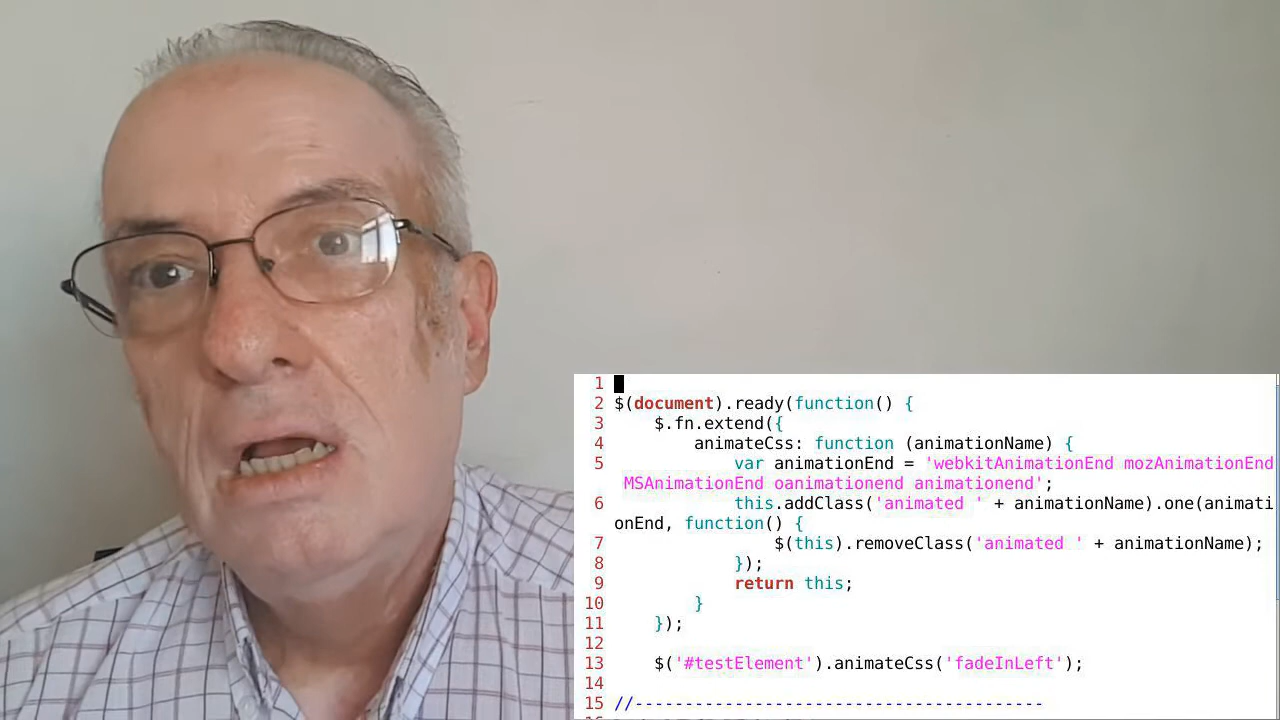 1
2 $(document).ready(function() {
3     $.fn.extend({
4         animateCss: function (animationName) {
5             var animationEnd = 'webkitAnimationEnd mozAnimationEnd
 MSAnimationEnd oanimationend animationend';
6             this.addClass('animated ' + animationName).one(animati
onEnd, function() {
7                 $(this).removeClass('animated ' + animationName);
8             });
9             return this;
10         }
11     });
12
13     $('#testElement').animateCss('fadeInLeft');
14
15 //-----------------------------------------